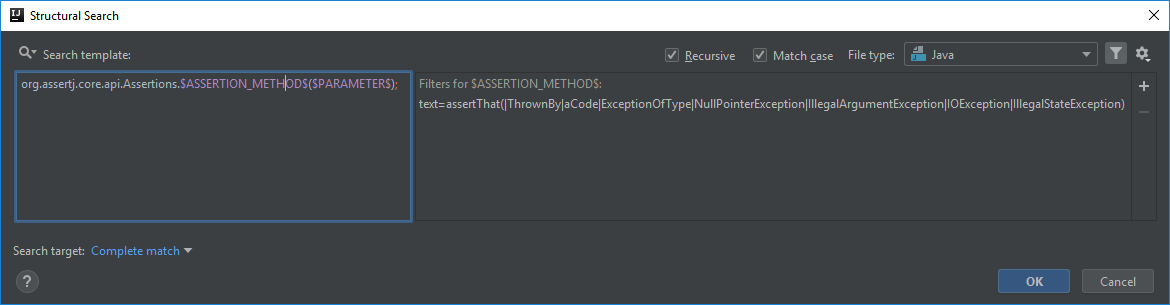 IJ Structural Search
Search template:
Recursive
Match case
File type:
Java
org.assertj.core.api.Assertions.$ASSERTION_METHOD$($PARAMETER$);
Filters for $ASSERTION_METHOD$:
text=assertThat(|ThrownBy|aCode|ExceptionOfType|NullPointerException|IllegalArgumentException|IOException|IllegalStateException)
Search target: Complete match
?
OK
Cancel